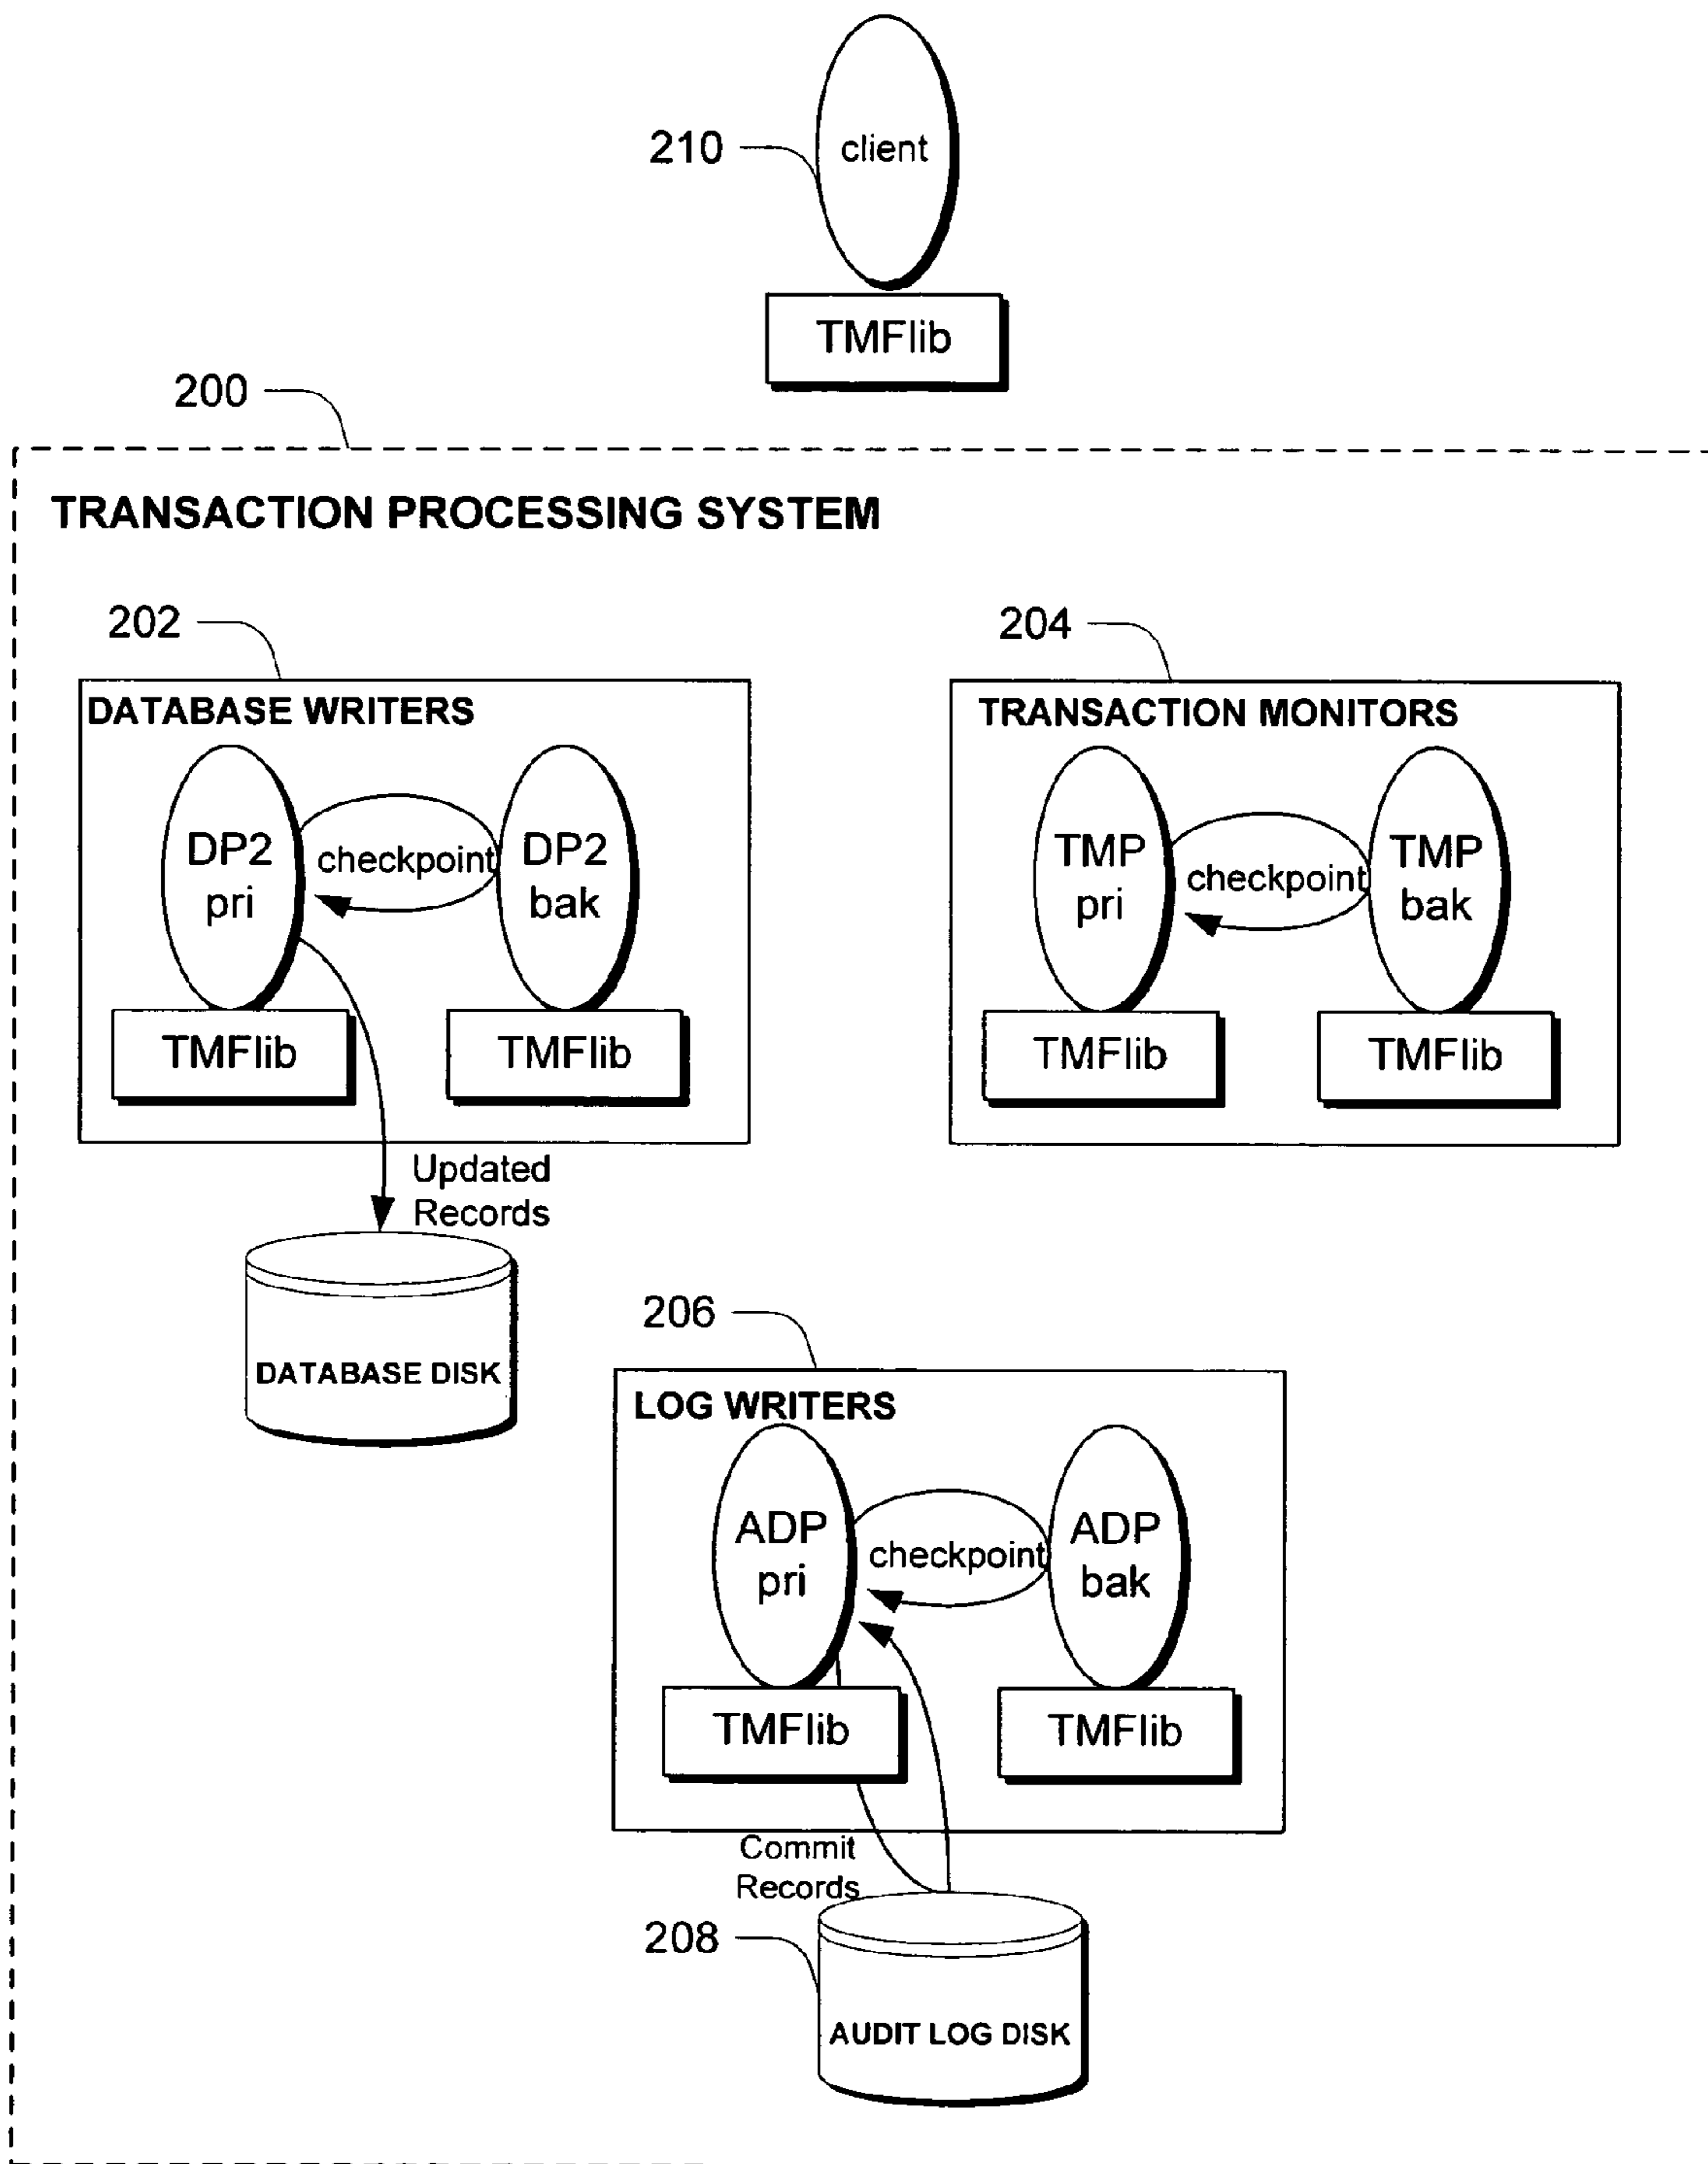 210
client
TMFlib
200
TRANSACTION PROCESSING SYSTEM
202
204
DATABASE WRITERS
DP2
pri
checkpoint
DP2
bak
TMFlib
TMFlib
TRANSACTION MONITORS
TMP
pri
checkpoint
TMP
bak
TMFlib
TMFlib
Updated
Records
DATABASE DISK
206
LOG WRITERS
ADP
pri
checkpoint
ADP
bak
TMFlib
TMFlib
Commit
Records
208
AUDIT LOG DISK